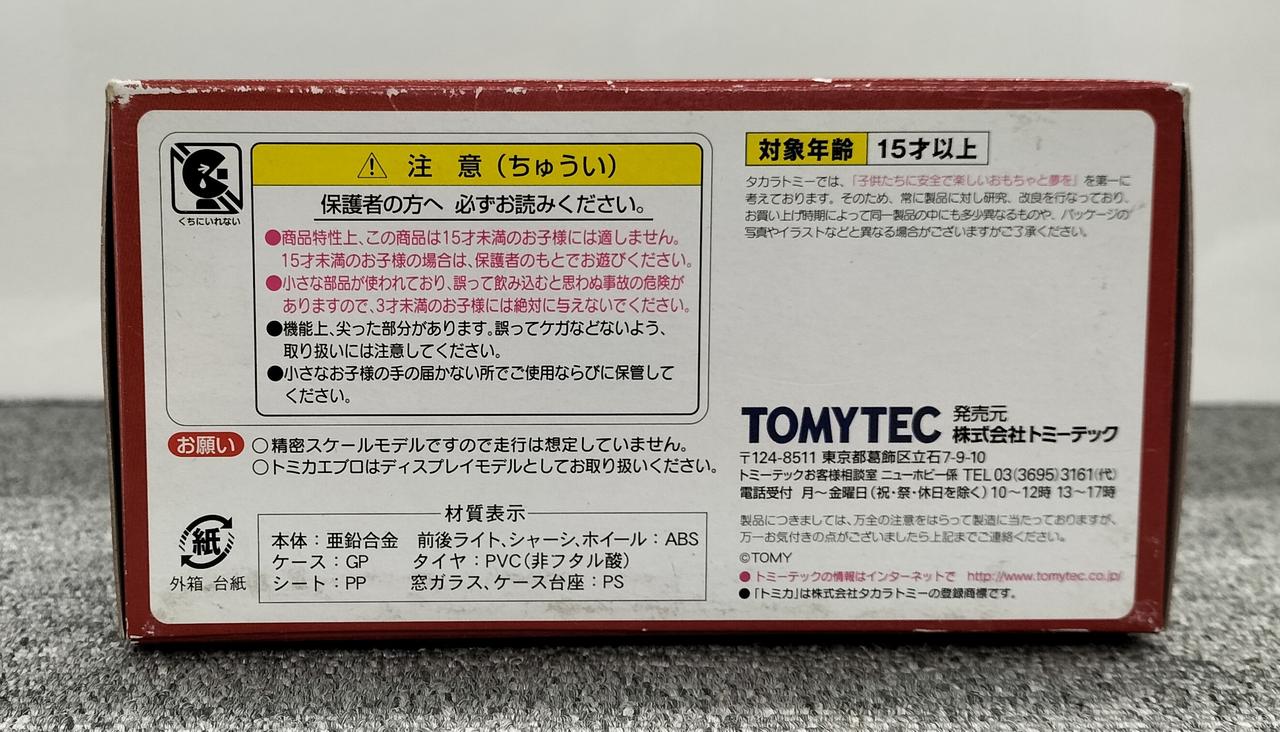 くちにいれない
⚠ 注 意（ちゅうい）
保護者の方へ 必ずお読みください。
●商品特性上、この商品は15才未満のお子様には適しません。
15才未満のお子様の場合は、保護者のもとでお遊びください。
●小さな部品が使われており、誤って飲み込むと思わぬ事故の危険が
ありますので、3才未満のお子様には絶対に与えないでください。
●機能上、尖った部分があります。誤ってケガなどないよう、
取り扱いには注意してください。
●小さなお子様の手の届かない所でご使用ならびに保管して
ください。
お願い ○精密スケールモデルですので走行は想定していません。
○トミカエブロはディスプレイモデルとしてお取り扱いください。
紙
外箱 台紙
材質表示
本体：亜鉛合金 前後ライト、シャーシ、ホイール：ABS
ケース：GP タイヤ：PVC（非フタル酸）
シート：PP 窓ガラス、ケース台座：PS
対象年齢 15才以上
タカラトミーでは、「子供たちに安全で楽しいおもちゃと夢を」を第一に
考えております。そのため、常に製品に対し研究、改良を行なっており、
お買い上げ時期によって同一製品の中にも多少異なるものや、パッケージの
写真やイラストなどと異なる場合がございますがご了承ください。
TOMYTEC 発売元
株式会社トミーテック
〒124-8511 東京都葛飾区立石7-9-10
トミーテックお客様相談室 ニューホビー係 TEL 03(3695)3161(代)
電話受付 月〜金曜日（祝・祭・休日を除く）10〜12時 13〜17時
製品につきましては、万全の注意をはらって製造に当たっておりますが、
万一お気付きの点がございましたら上記までご連絡ください。
©TOMY
●トミーテックの情報はインターネットで http://www.tomytec.co.jp/
●「トミカ」は株式会社タカラトミーの登録商標です。